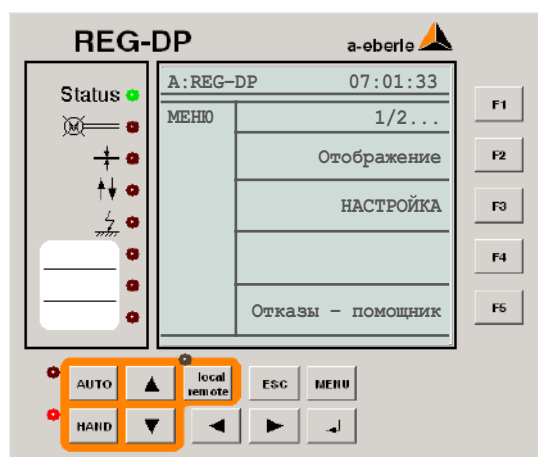 REG-DP
a-eberle
Status
A:REG-DP 07:01:33
МЕНЮ 1/2...
Отображение
НАСТРОЙКА
Отказы - помощник
F1
F2
F3
F4
F5
AUTO
local remote
ESC
MENU
HAND